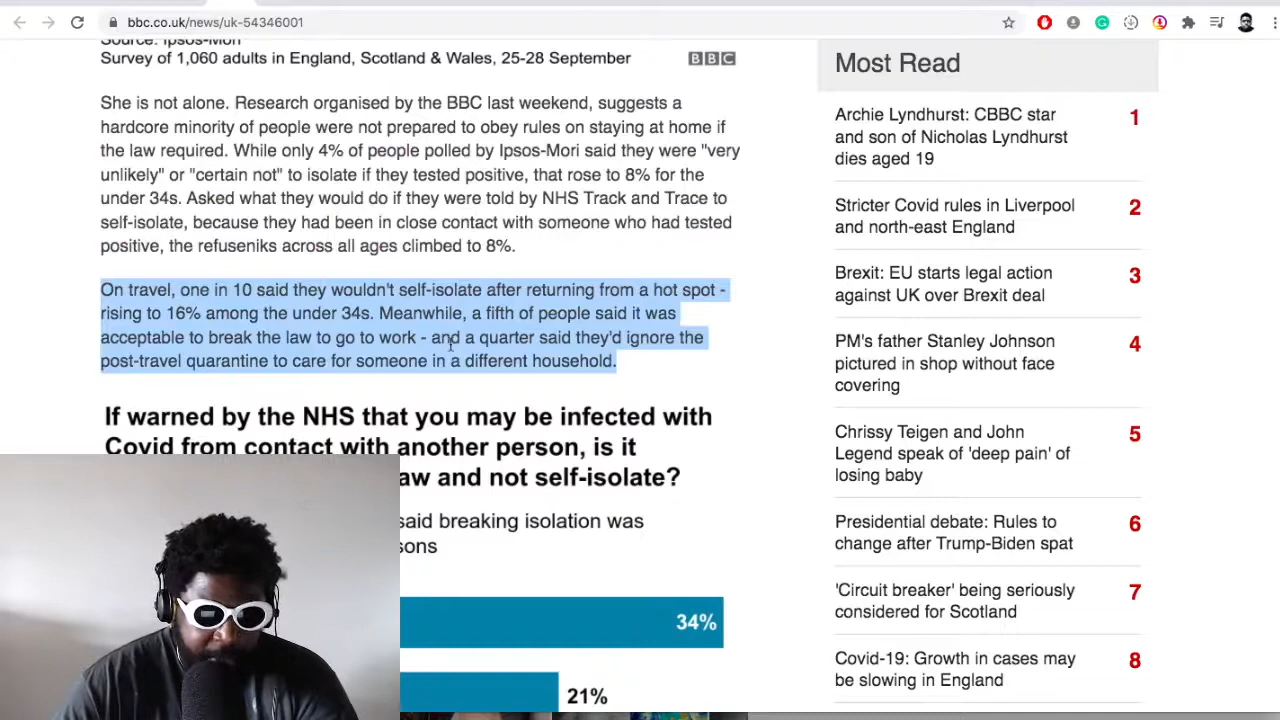 bbc.co.uk/news/uk-54346001
Source: Ipsos-Mori
Survey of 1,060 adults in England, Scotland & Wales, 25-28 September
BBC
She is not alone. Research organised by the BBC last weekend, suggests a
hardcore minority of people were not prepared to obey rules on staying at home if
the law required. While only 4% of people polled by Ipsos-Mori said they were "very
unlikely" or "certain not" to isolate if they tested positive, that rose to 8% for the
under 34s. Asked what they would do if they were told by NHS Track and Trace to
self-isolate, because they had been in close contact with someone who had tested
positive, the refuseniks across all ages climbed to 8%.
On travel, one in 10 said they wouldn't self-isolate after returning from a hot spot -
rising to 16% among the under 34s. Meanwhile, a fifth of people said it was
acceptable to break the law to go to work - and a quarter said they'd ignore the
post-travel quarantine to care for someone in a different household.
If warned by the NHS that you may be infected with
Covid from contact with another person, is it
aw and not self-isolate?
said breaking isolation was
sons
34%
21%
Most Read
Archie Lyndhurst: CBBC star
and son of Nicholas Lyndhurst
dies aged 19
1
Stricter Covid rules in Liverpool
and north-east England
2
Brexit: EU starts legal action
against UK over Brexit deal
3
PM's father Stanley Johnson
pictured in shop without face
covering
4
Chrissy Teigen and John
Legend speak of 'deep pain' of
losing baby
5
Presidential debate: Rules to
change after Trump-Biden spat
6
'Circuit breaker' being seriously
considered for Scotland
7
Covid-19: Growth in cases may
be slowing in England
8